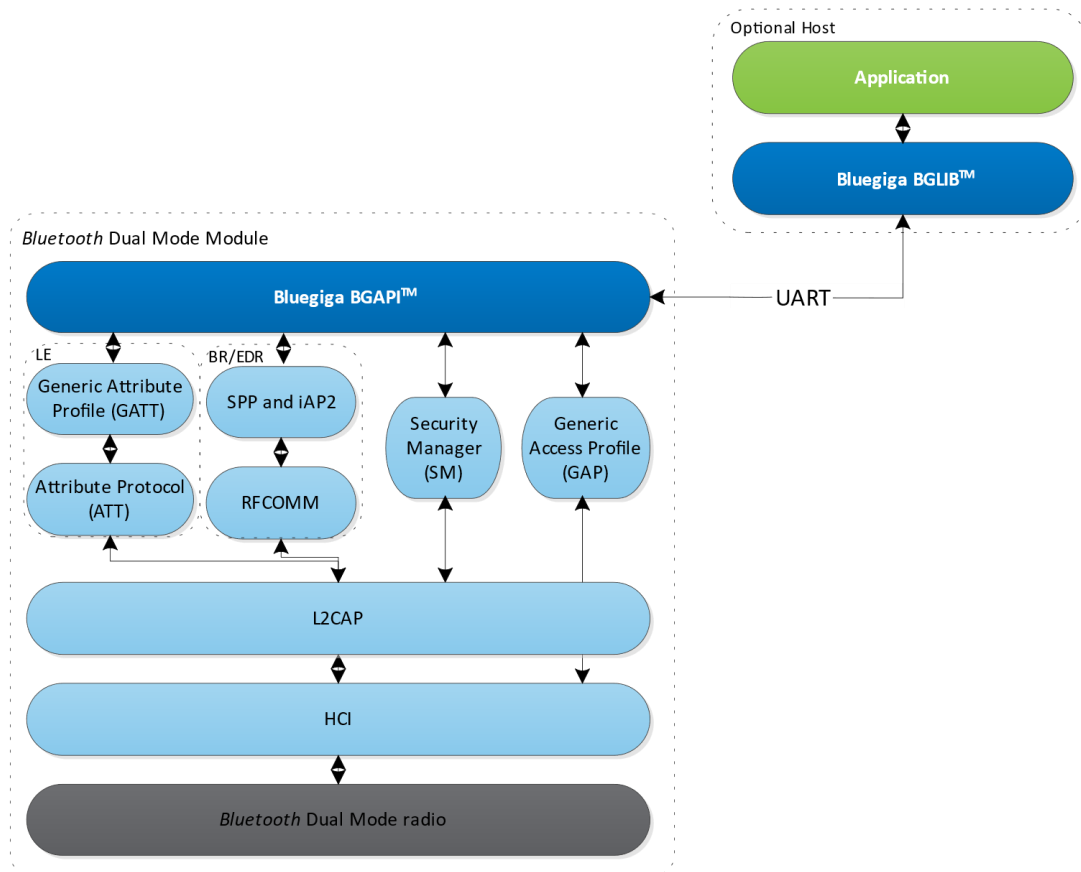 Optional Host
Application
Bluegiga BGLIB™
Bluetooth Dual Mode Module
Bluegiga BGAPI™
UART
LE
BR/EDR
Generic Attribute
Profile (GATT)
SPP and iAP2
Security
Manager
(SM)
Generic
Access Profile
(GAP)
Attribute Protocol
(ATT)
RFCOMM
L2CAP
HCI
Bluetooth Dual Mode radio